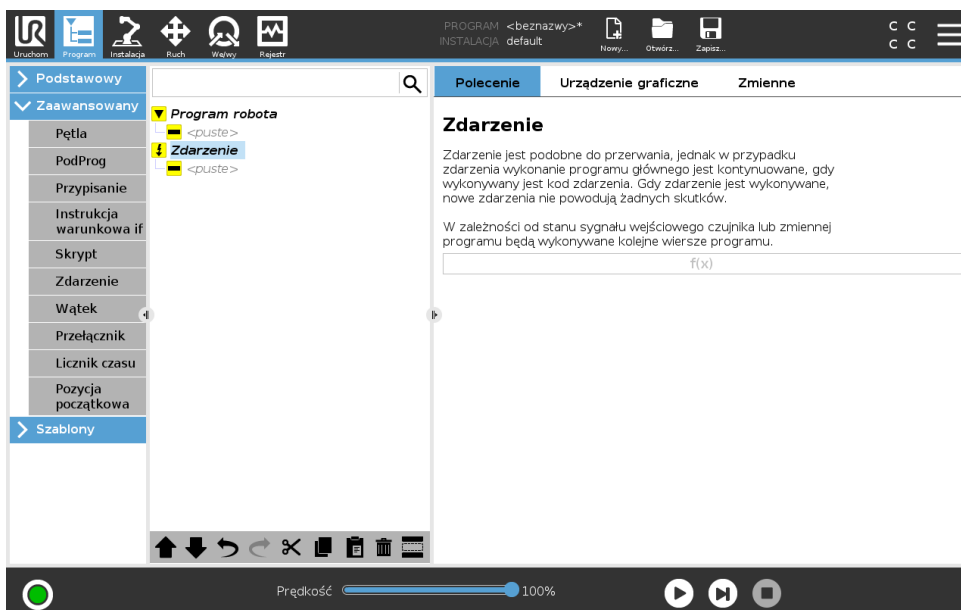 UR
Uruchom
Program
Instalacja
Ruch
We/wy
Rejestr
PROGRAM <beznazwy>*
INSTALACJA default
Nowy...
Otwórz...
Zapisz...
C C
C C
Podstawowy
Zaawansowany
Pętla
PodProg
Przypisanie
Instrukcja
warunkowa if
Skrypt
Zdarzenie
Wątek
Przełącznik
Licznik czasu
Pozycja
początkowa
Szablony
Program robota
<puste>
Zdarzenie
<puste>
Polecenie
Urządzenie graficzne
Zmienne
Zdarzenie
Zdarzenie jest podobne do przerwania, jednak w przypadku
zdarzenia wykonanie programu głównego jest kontynuowane, gdy
wykonywany jest kod zdarzenia. Gdy zdarzenie jest wykonywane,
nowe zdarzenia nie powodują żadnych skutków.
W zależności od stanu sygnału wejściowego czujnika lub zmiennej
programu będą wykonywane kolejne wiersze programu.
f(x)
Prędkość
100%